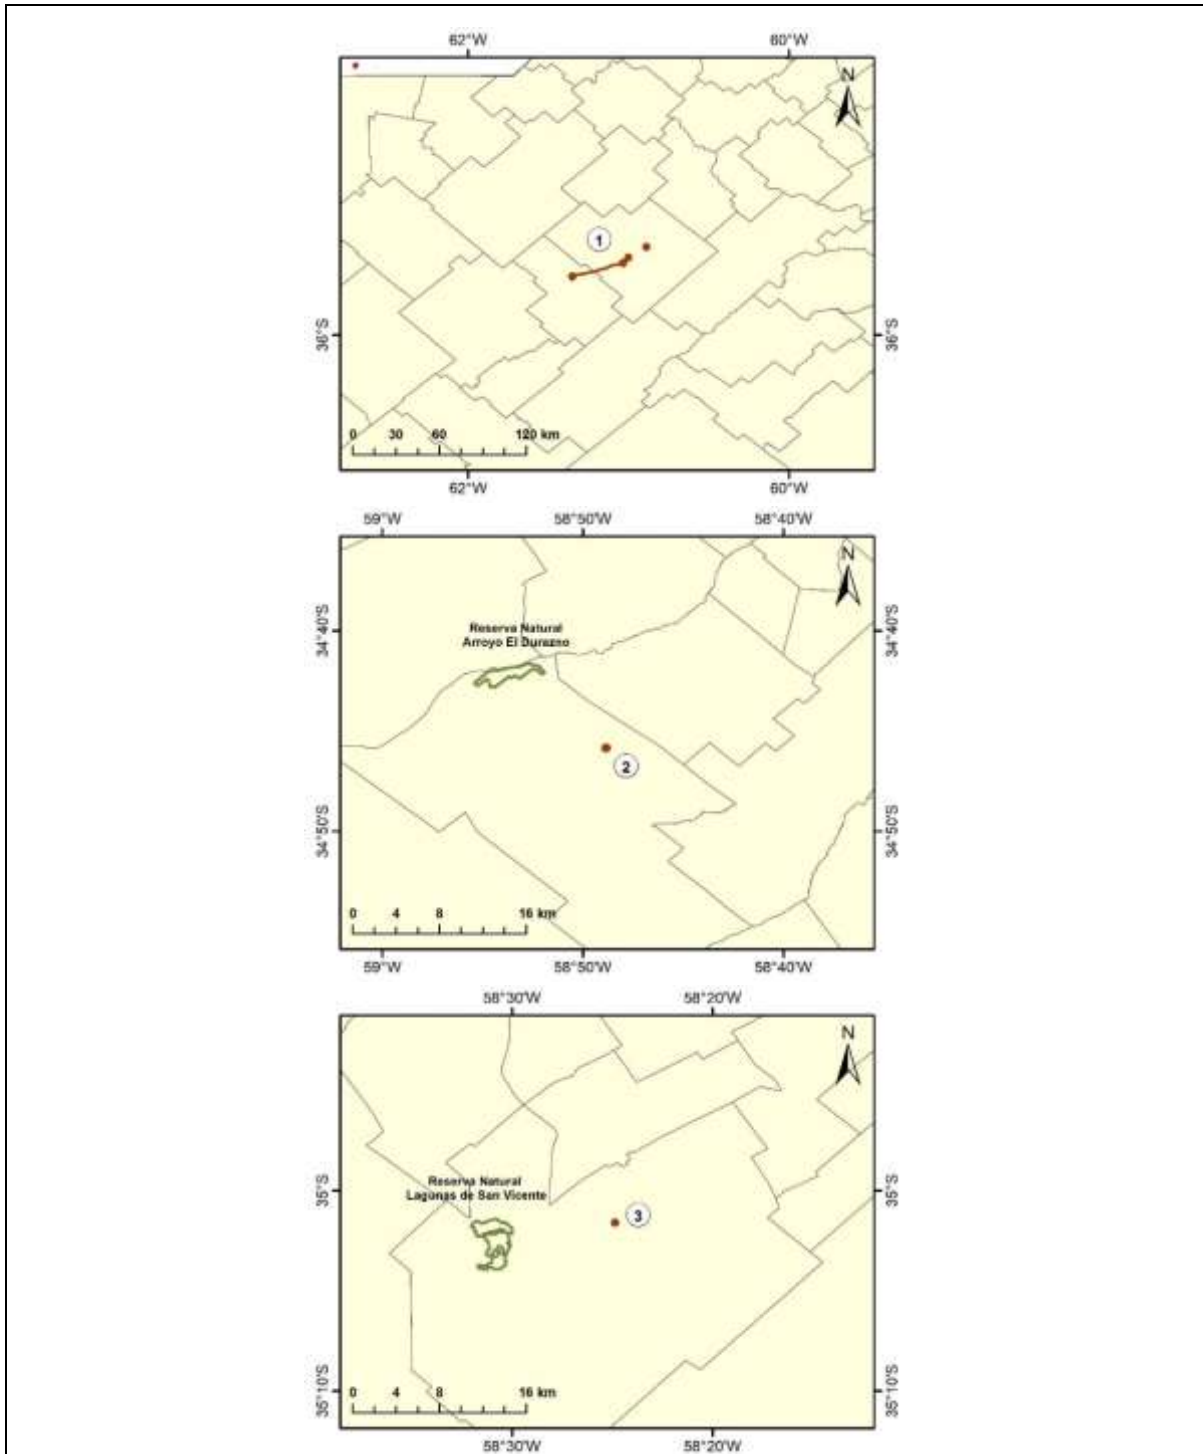 62°W 60°W
N
1
36°S 36°S
0 30 60 120 km
62°W 60°W
59°W 58°50'W 58°40'W
N
34°40'S 34°40'S
Reserva Natural
Arroyo El Durazno
2
34°50'S 34°50'S
0 4 8 16 km
59°W 58°50'W 58°40'W
58°30'W 58°20'W
N
35°S 35°S
Reserva Natural
Lagunas de San Vicente
3
35°10'S 35°10'S
0 4 8 16 km
58°30'W 58°20'W